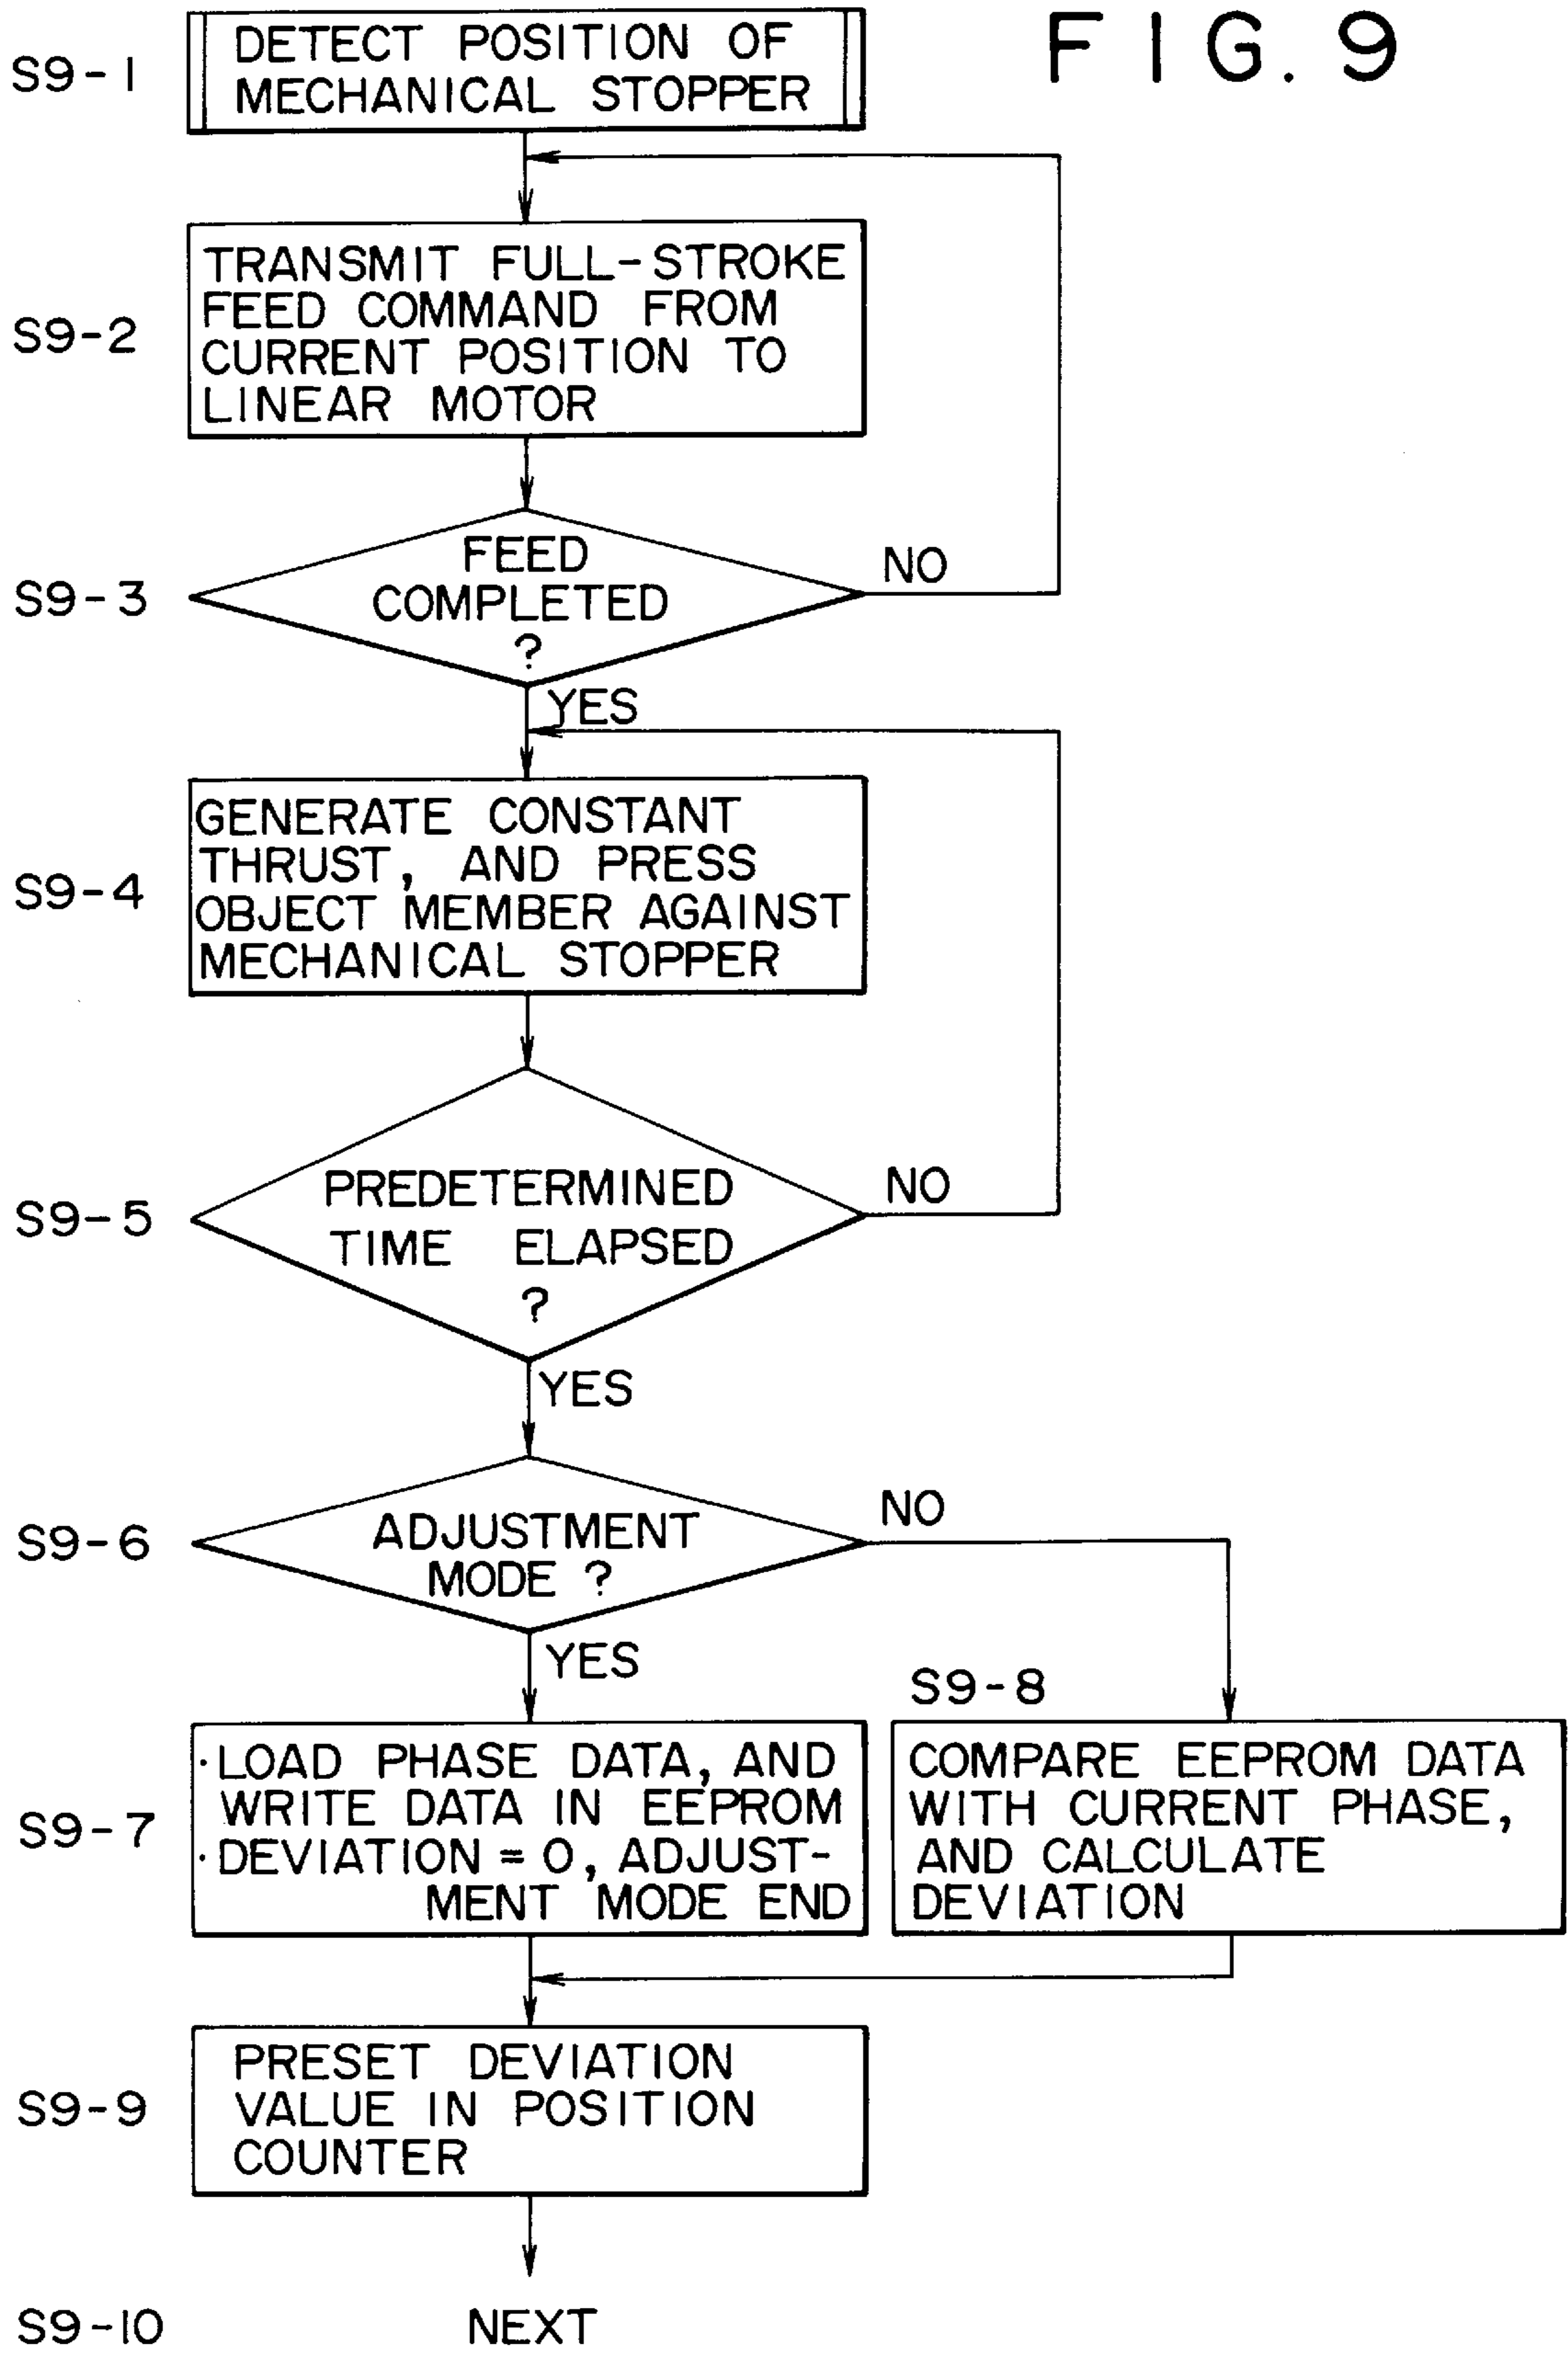 FIG. 9
S9-1
DETECT POSITION OF
MECHANICAL STOPPER
S9-2
TRANSMIT FULL-STROKE
FEED COMMAND FROM
CURRENT POSITION TO
LINEAR MOTOR
S9-3
FEED
COMPLETED
?
NO
YES
S9-4
GENERATE CONSTANT
THRUST, AND PRESS
OBJECT MEMBER AGAINST
MECHANICAL STOPPER
S9-5
PREDETERMINED
TIME ELAPSED
?
NO
YES
S9-6
ADJUSTMENT
MODE ?
NO
YES
S9-7
·LOAD PHASE DATA, AND
WRITE DATA IN EEPROM
·DEVIATION = 0, ADJUST-
MENT MODE END
S9-8
COMPARE EEPROM DATA
WITH CURRENT PHASE,
AND CALCULATE
DEVIATION
S9-9
PRESET DEVIATION
VALUE IN POSITION
COUNTER
S9-10
NEXT